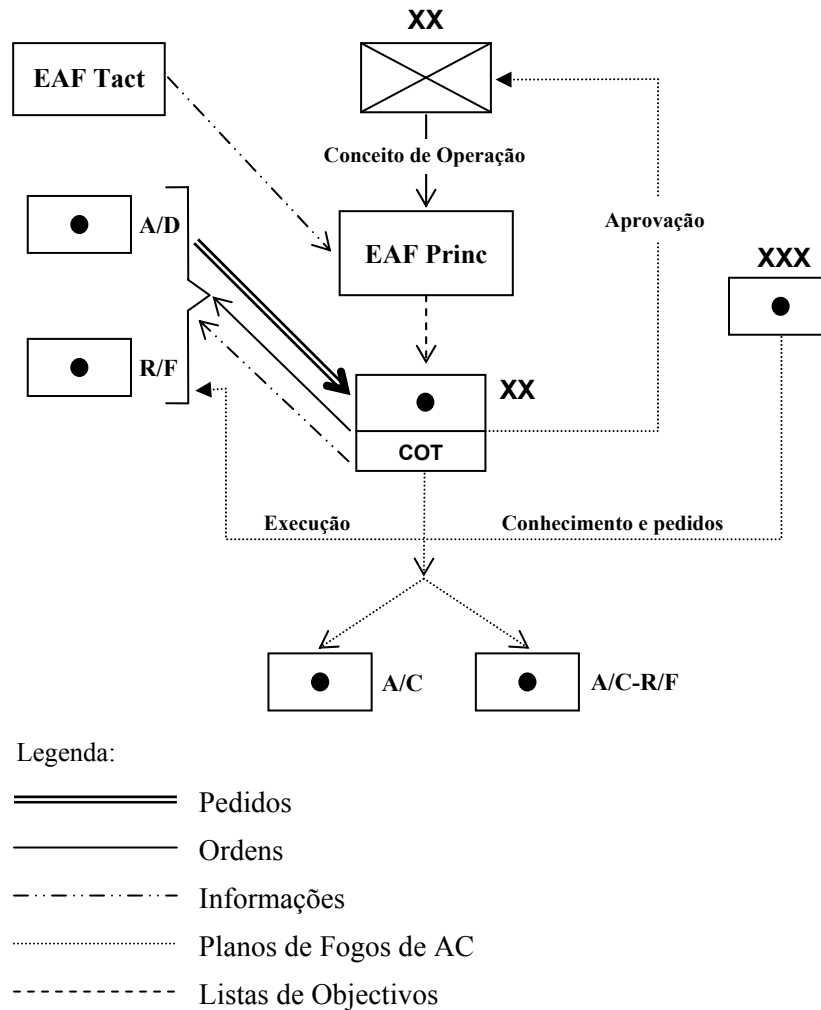 XX
EAF Tact
Conceito de Operação
A/D
EAF Princ
Aprovação
XXX
R/F
XX
COT
Execução
Conhecimento e pedidos
A/C
A/C-R/F
Legenda:
Pedidos
Ordens
Informações
Planos de Fogos de AC
Listas de Objectivos